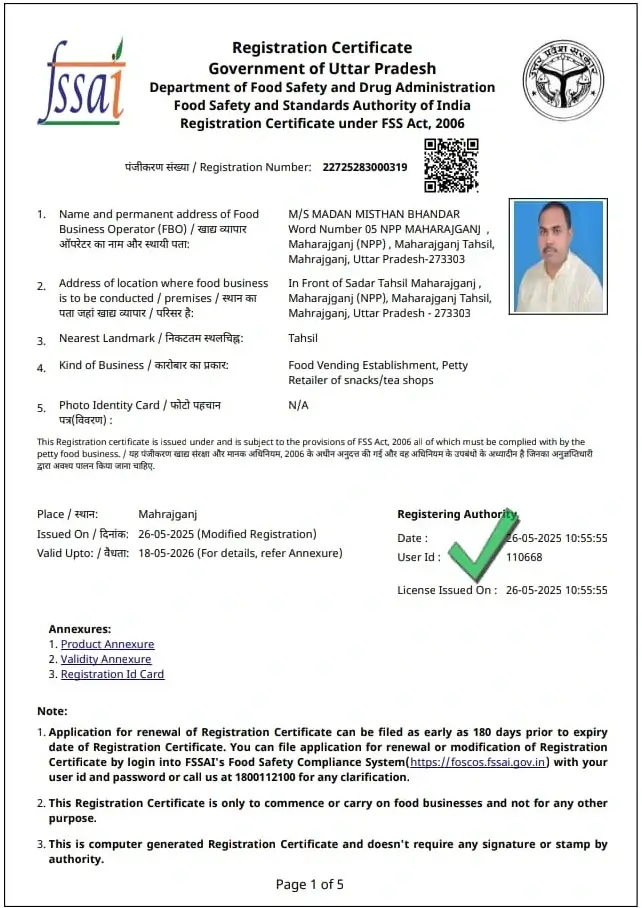 fssai
Registration Certificate
Government of Uttar Pradesh
Department of Food Safety and Drug Administration
Food Safety and Standards Authority of India
Registration Certificate under FSS Act, 2006
उत्तर प्रदेश सरकार
पंजीकरण संख्या / Registration Number: 22725283000319
1. Name and permanent address of Food
Business Operator (FBO) / खाद्य व्यापार
ऑपरेटर का नाम और स्थायी पता:
M/S MADAN MISTHAN BHANDAR
Word Number 05 NPP MAHARAJGANJ ,
Maharajganj (NPP) , Maharajganj Tahsil,
Mahrajganj, Uttar Pradesh-273303
2. Address of location where food business
is to be conducted / premises / स्थान का
पता जहां खाद्य व्यापार / परिसर है:
In Front of Sadar Tahsil Maharajganj ,
Maharajganj (NPP), Maharajganj Tahsil,
Mahrajganj, Uttar Pradesh - 273303
3. Nearest Landmark / निकटतम स्थलचिह्न: Tahsil
4. Kind of Business / कारोबार का प्रकार: Food Vending Establishment, Petty
Retailer of snacks/tea shops
5. Photo Identity Card / फोटो पहचान
पत्र(विवरण) :
N/A
This Registration certificate is issued under and is subject to the provisions of FSS Act, 2006 all of which must be complied with by the
petty food business. / यह पंजीकरण खाद्य संरक्षा और मानक अधिनियम, 2006 के अधीन अनुदत्त की गई और वह अधिनियम के उपबंधों के अध्यादीन है जिनका अनुज्ञप्तिधारी
द्वारा अवश्य पालन किया जाना चाहिए.
Place / स्थान: Mahrajganj
Issued On / दिनांक: 26-05-2025 (Modified Registration)
Valid Upto: / वैधता: 18-05-2026 (For details, refer Annexure)
Registering Authority
Date : 26-05-2025 10:55:55
User Id : 110668
License Issued On : 26-05-2025 10:55:55
Annexures:
1. Product Annexure
2. Validity Annexure
3. Registration Id Card
Note:
1. Application for renewal of Registration Certificate can be filed as early as 180 days prior to expiry
date of Registration Certificate. You can file application for renewal or modification of Registration
Certificate by login into FSSAI's Food Safety Compliance System(https://foscos.fssai.gov.in) with your
user id and password or call us at 1800112100 for any clarification.
2. This Registration Certificate is only to commence or carry on food businesses and not for any other
purpose.
3. This is computer generated Registration Certificate and doesn't require any signature or stamp by
authority.
Page 1 of 5